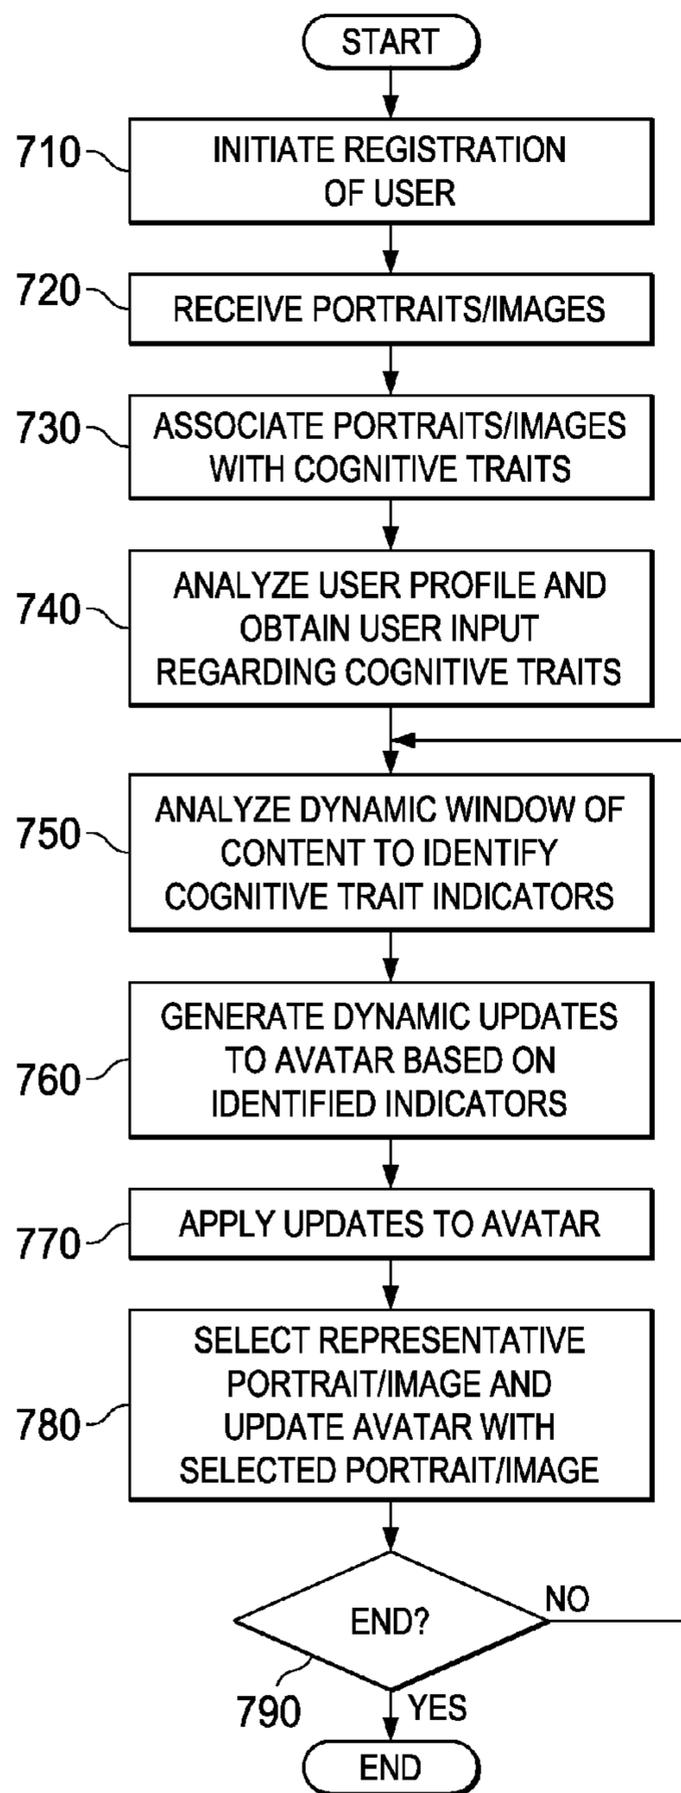 START
710
INITIATE REGISTRATION
OF USER
720
RECEIVE PORTRAITS/IMAGES
730
ASSOCIATE PORTRAITS/IMAGES
WITH COGNITIVE TRAITS
740
ANALYZE USER PROFILE AND
OBTAIN USER INPUT
REGARDING COGNITIVE TRAITS
750
ANALYZE DYNAMIC WINDOW OF
CONTENT TO IDENTIFY
COGNITIVE TRAIT INDICATORS
760
GENERATE DYNAMIC UPDATES
TO AVATAR BASED ON
IDENTIFIED INDICATORS
770
APPLY UPDATES TO AVATAR
780
SELECT REPRESENTATIVE
PORTRAIT/IMAGE AND
UPDATE AVATAR WITH
SELECTED PORTRAIT/IMAGE
END?
NO
790
YES
END